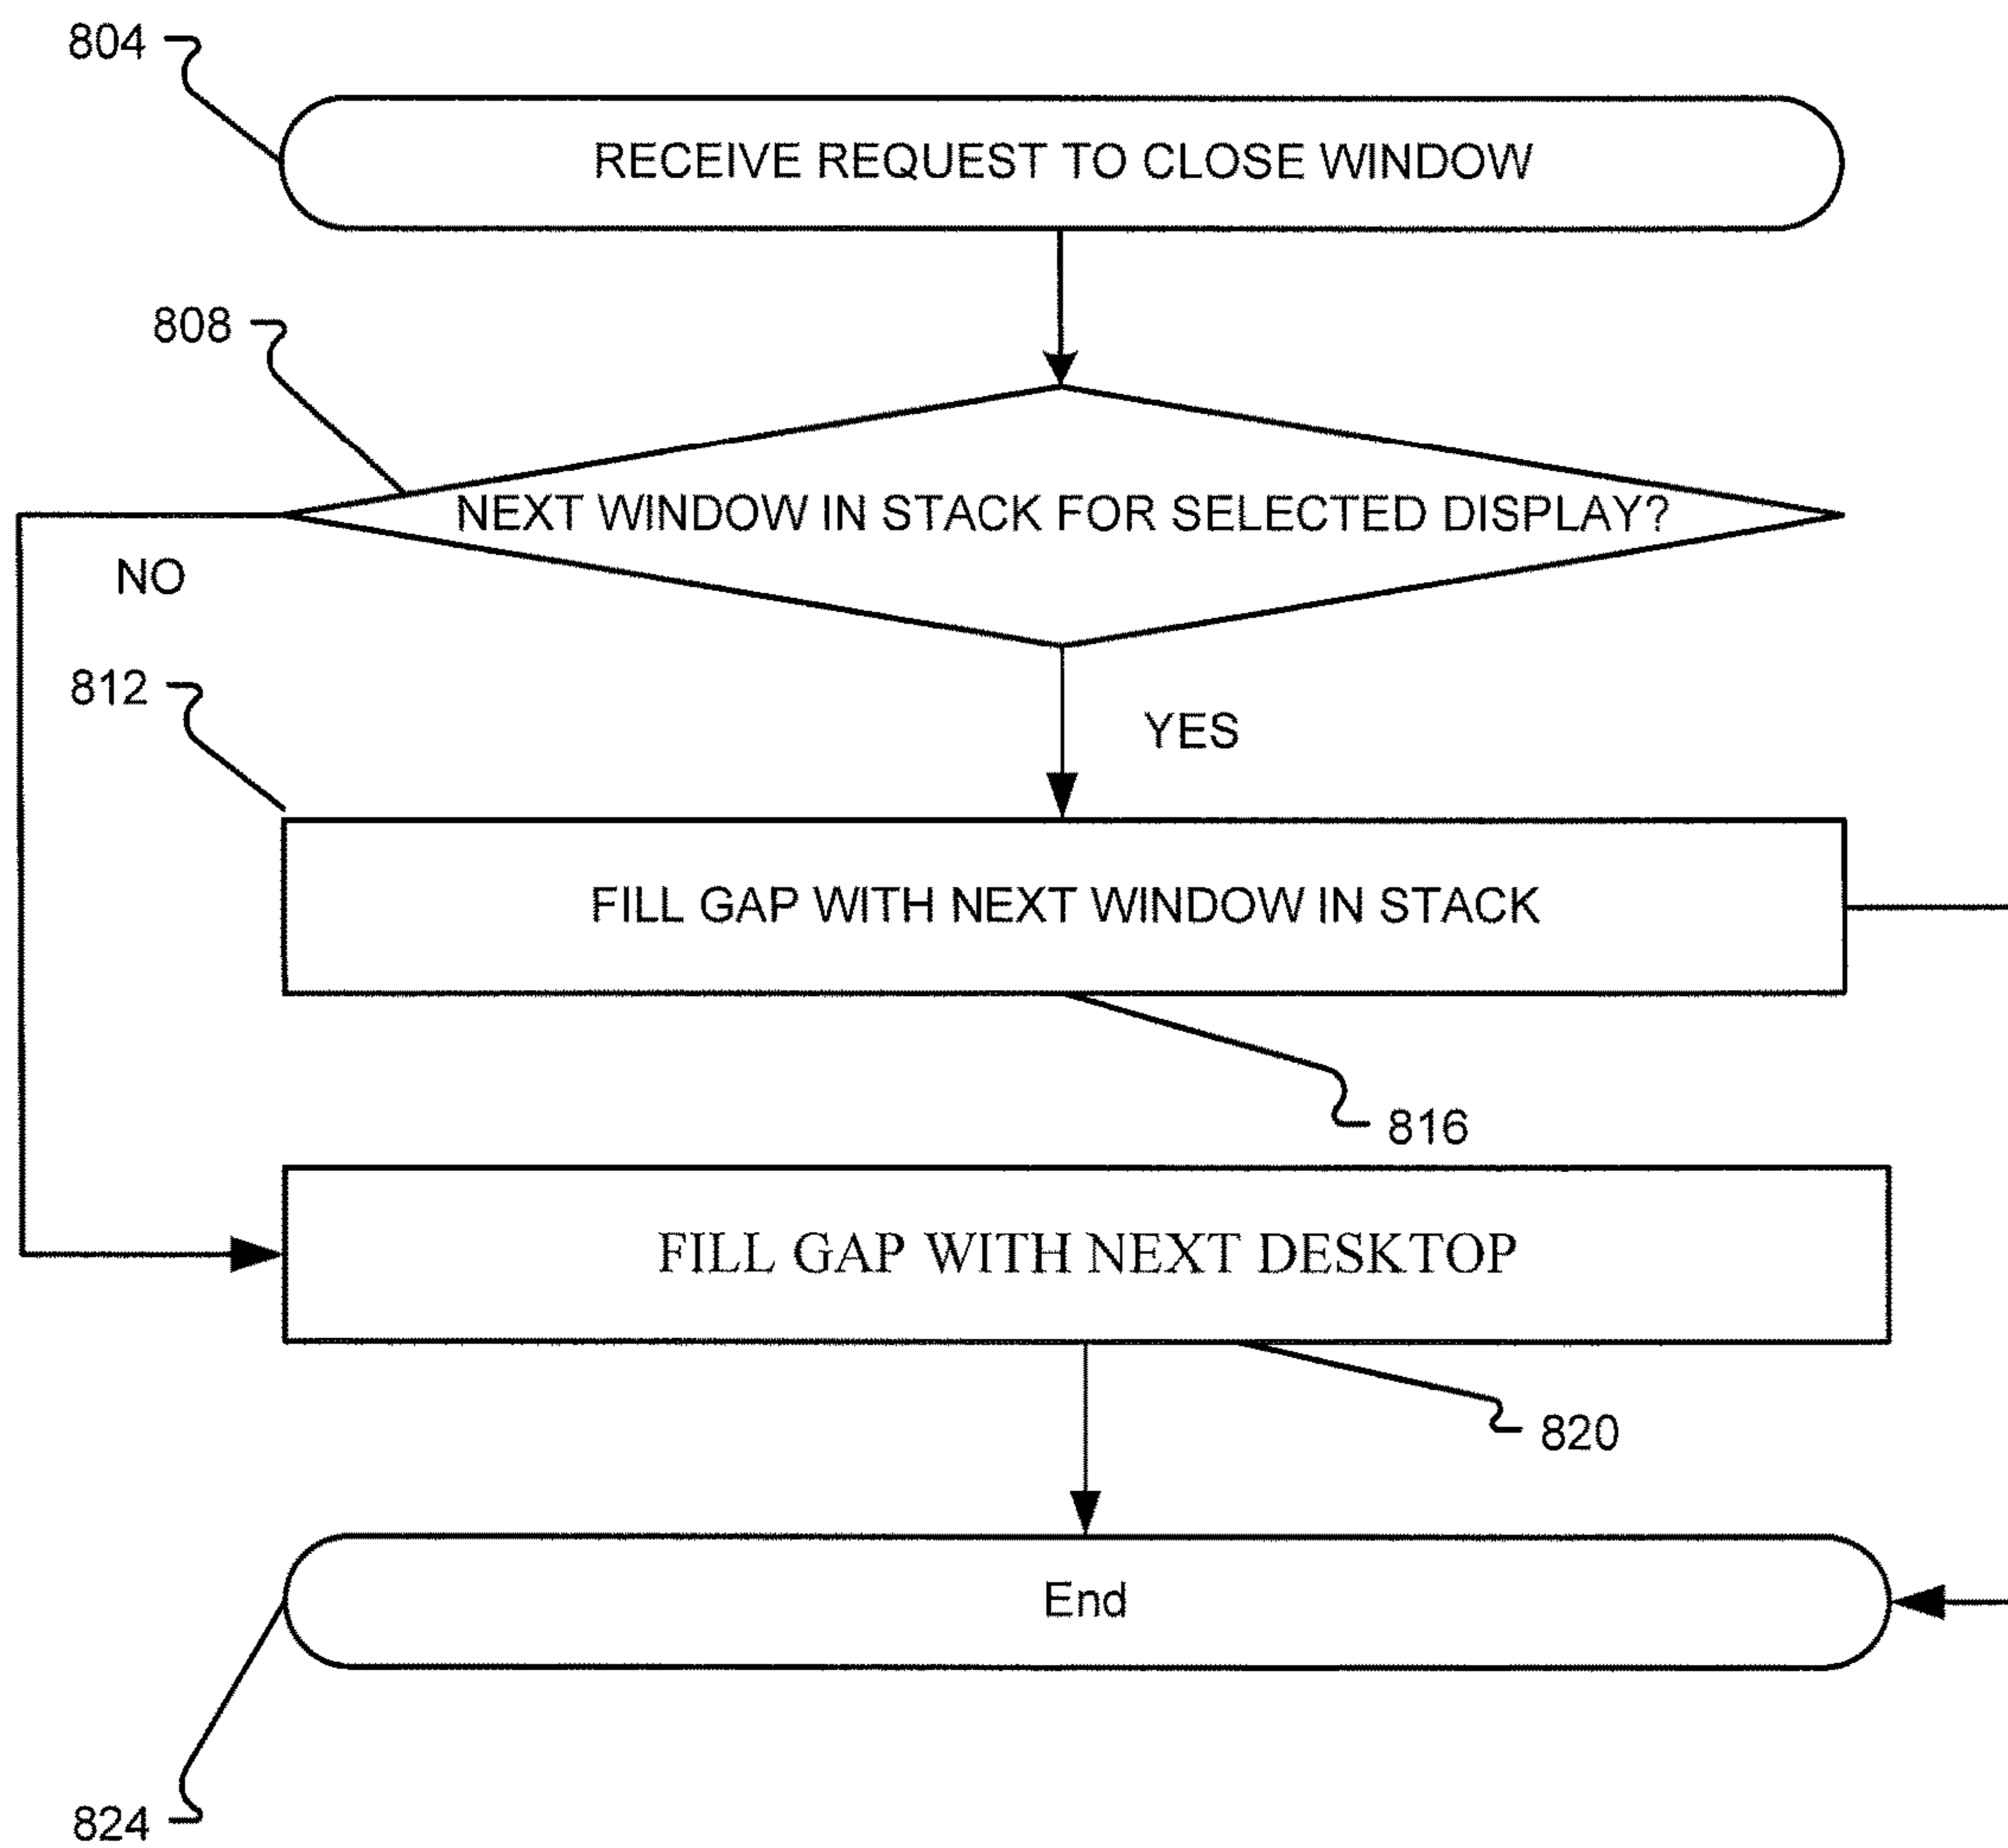 804
RECEIVE REQUEST TO CLOSE WINDOW
808
NEXT WINDOW IN STACK FOR SELECTED DISPLAY?
NO
812
YES
FILL GAP WITH NEXT WINDOW IN STACK
816
FILL GAP WITH NEXT DESKTOP
820
End
824